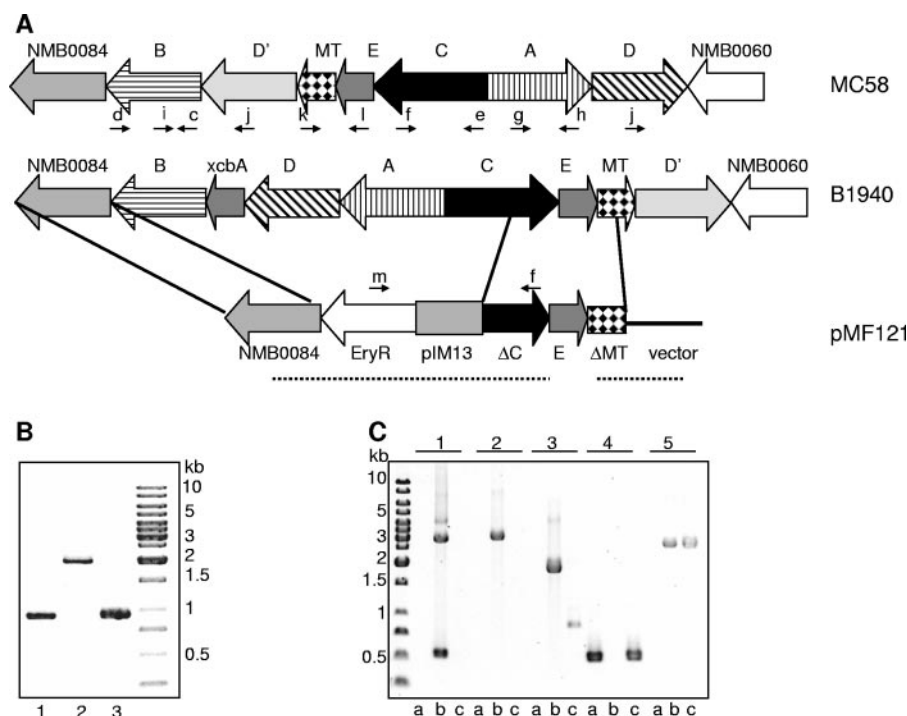 A
NMB0084 B D' MT E C A D NMB0060
MC58
d i c j k l f e g h j
NMB0084 B xcbA D A C E MT D' NMB0060
B1940
m f
pMF121
NMB0084 EryR pIM13 ΔC E ΔMT vector
B
kb
10
5
3
2
1.5
1
0.5
1 2 3
C
1 2 3 4 5
kb
10
5
3
2
1.5
1
0.5
a b c a b c a b c a b c a b c